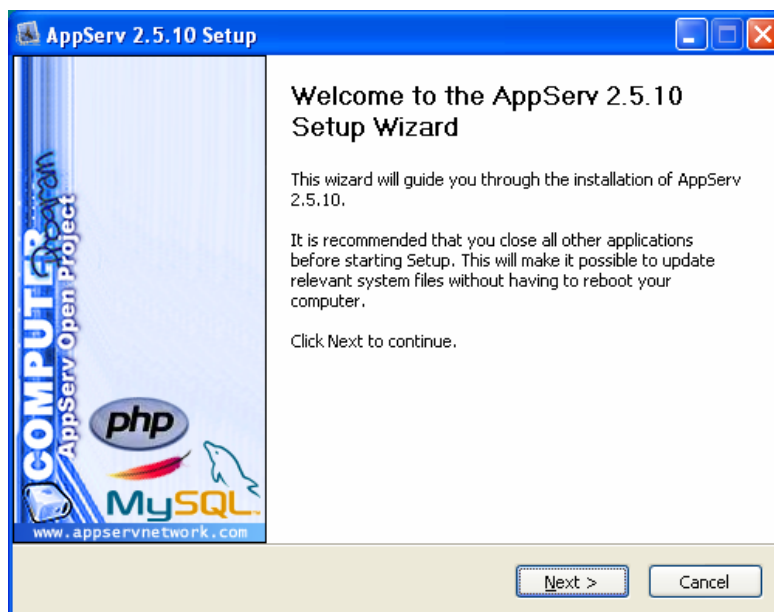 AppServ 2.5.10 Setup
Welcome to the AppServ 2.5.10
Setup Wizard
This wizard will guide you through the installation of AppServ
2.5.10.
It is recommended that you close all other applications
before starting Setup. This will make it possible to update
relevant system files without having to reboot your
computer.
Click Next to continue.
COMPUTER
Program
AppServ Open Project
php
MySQL
www.appservnetwork.com
Next >
Cancel